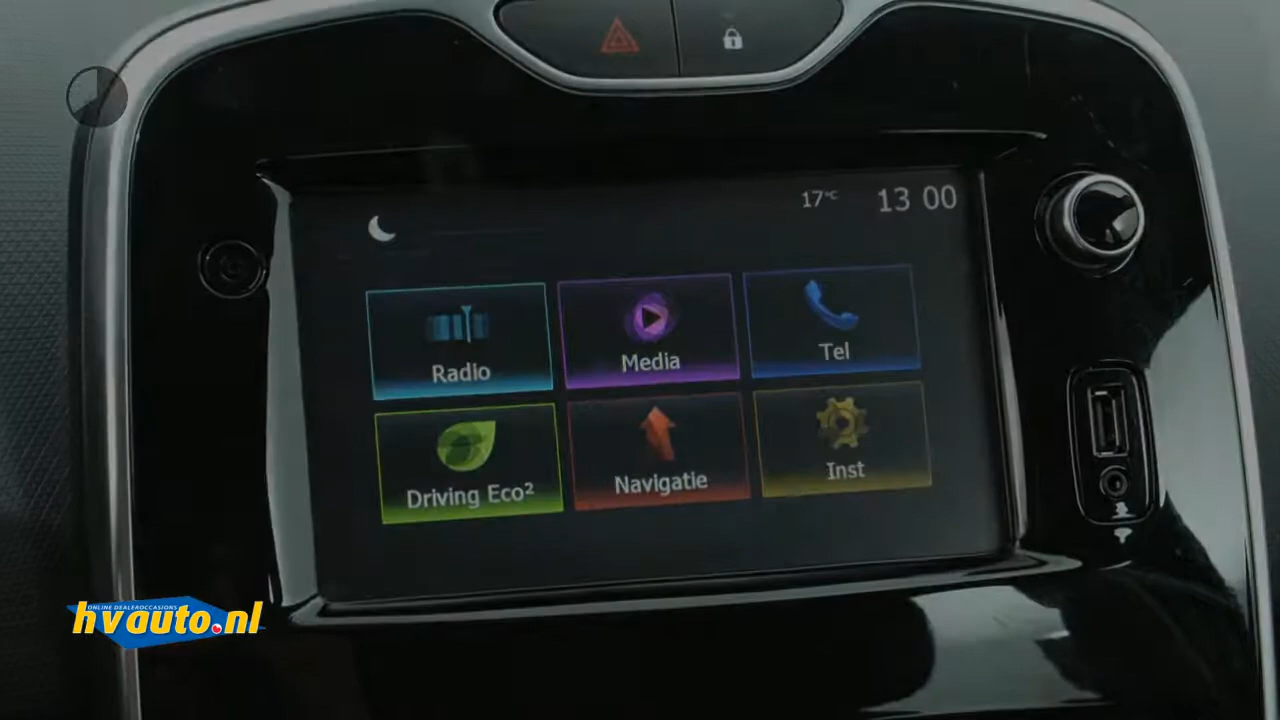 17°C 13 00
Radio
Media
Tel
Driving Eco²
Navigatie
Inst
ONLINE DEALEROCCASIONS
hvauto.nl